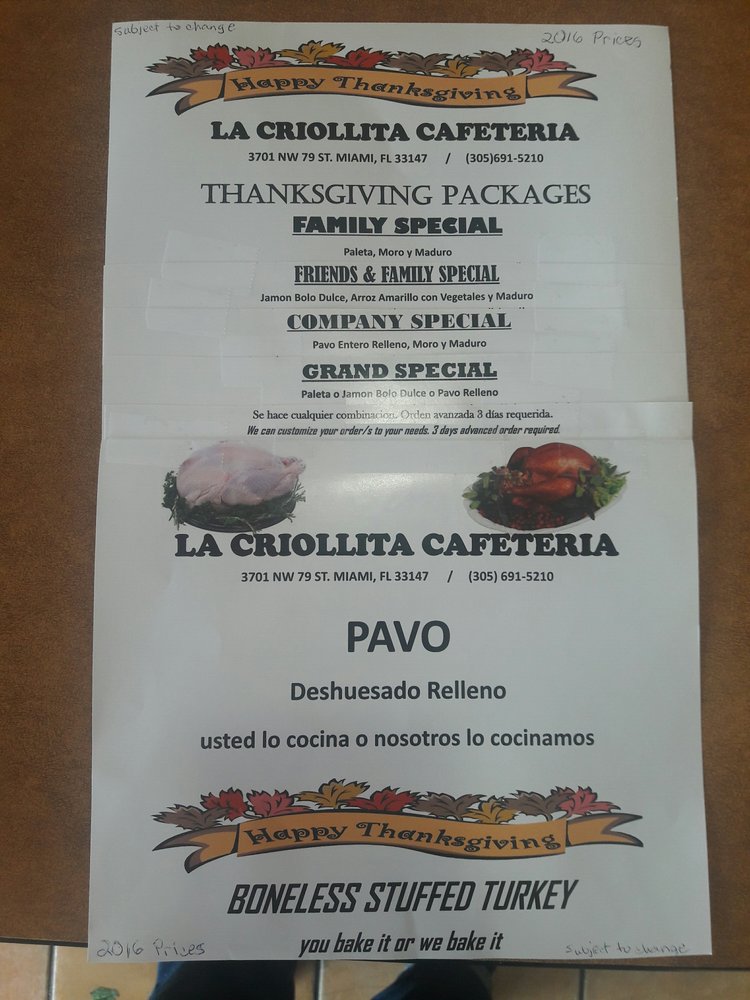 subject to change
2016 Prices
Happy Thanksgiving
LA CRIOLLITA CAFETERIA
3701 NW 79 ST. MIAMI, FL 33147 / (305)691-5210
THANKSGIVING PACKAGES
FAMILY SPECIAL
Paleta, Moro y Maduro
FRIENDS & FAMILY SPECIAL
Jamon Bolo Dulce, Arroz Amarillo con Vegetales y Maduro
COMPANY SPECIAL
Pavo Entero Relleno, Moro y Maduro
GRAND SPECIAL
Paleta o Jamon Bolo Dulce o Pavo Relleno
Se hace cualquier combinacion. Orden avanzada 3 días requerida.
We can customize your order/s to your needs. 3 days advanced order required.
LA CRIOLLITA CAFETERIA
3701 NW 79 ST. MIAMI, FL 33147 / (305) 691-5210
PAVO
Deshuesado Relleno
usted lo cocina o nosotros lo cocinamos
Happy Thanksgiving
BONELESS STUFFED TURKEY
you bake it or we bake it
2016 Prices
subject to change